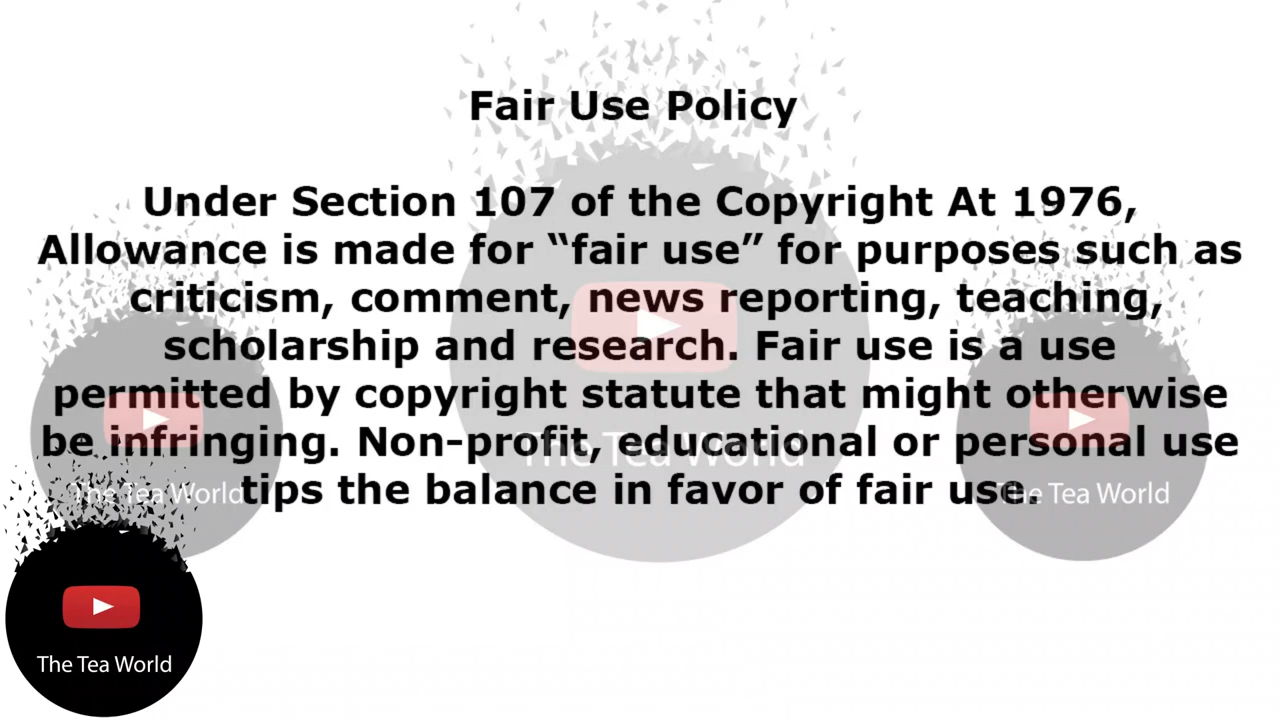 Fair Use Policy
Under Section 107 of the Copyright At 1976,
Allowance is made for “fair use” for purposes such as
criticism, comment, news reporting, teaching,
scholarship and research. Fair use is a use
permitted by copyright statute that might otherwise
be infringing. Non-profit, educational or personal use
tips the balance in favor of fair use.
The Tea World
The Tea World
The Tea World
The Tea World